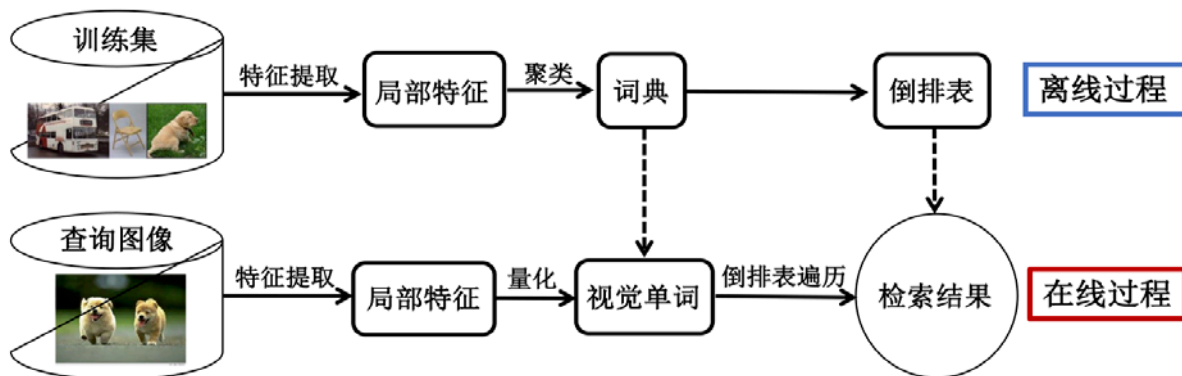 训练集
特征提取
局部特征
聚类
词典
倒排表
离线过程
查询图像
特征提取
局部特征
量化
视觉单词
倒排表遍历
检索结果
在线过程